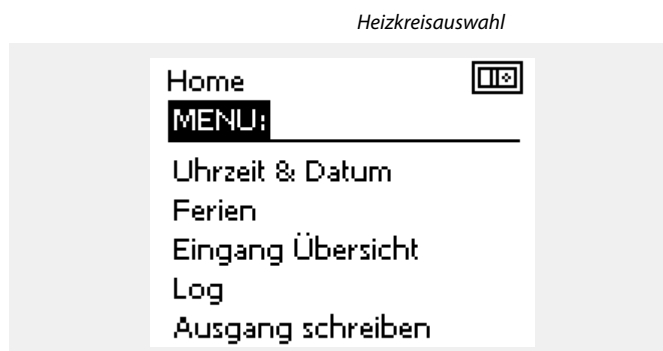 Heizkreisauswahl
Home
MENU:
Uhrzeit & Datum
Ferien
Eingang Übersicht
Log
Ausgang schreiben